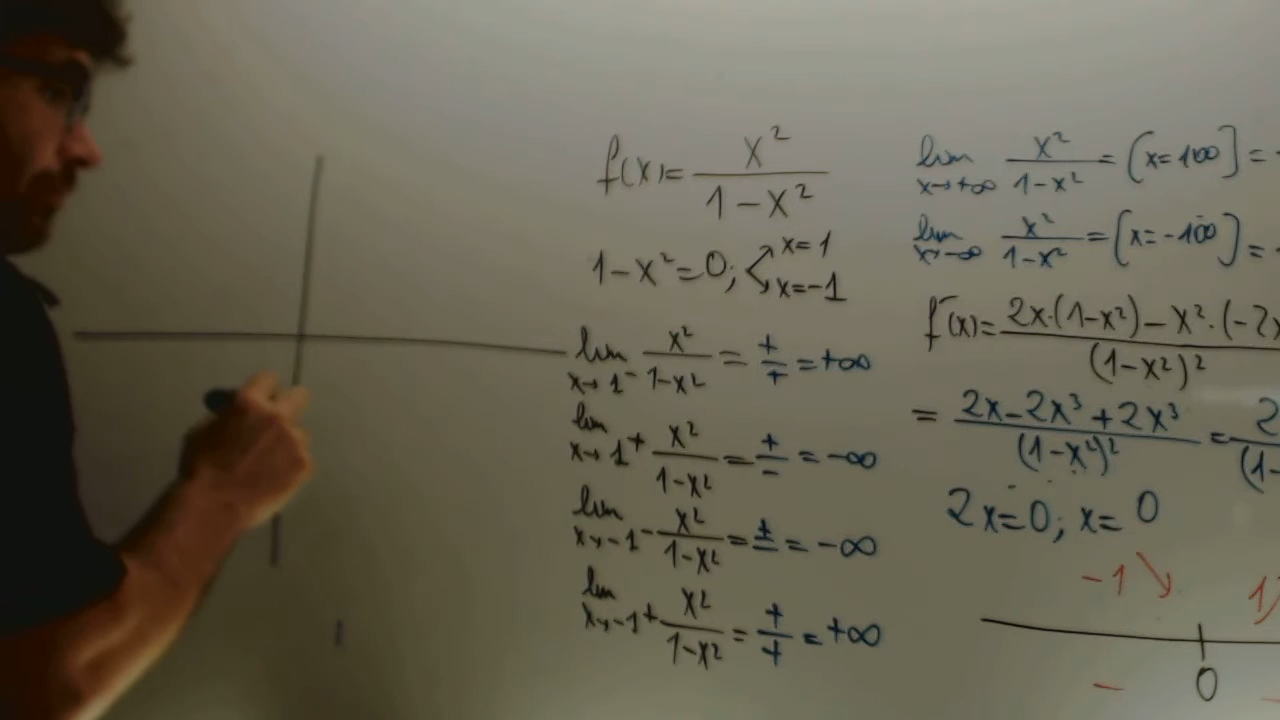 f(x)= x²/(1-x²)
1-x²=0; x=1
x=-1
lim x→1⁻ x²/(1-x²) = +/+ = +∞
lim x→1⁺ x²/(1-x²) = +/- = -∞
lim x→-1⁻ x²/(1-x²) = +/- = -∞
lim x→-1⁺ x²/(1-x²) = +/+ = +∞
lim x→+∞ x²/(1-x²) = [x=100] =
lim x→-∞ x²/(1-x²) = [x=-100] =
f'(x)= 2x·(1-x²)-x²·(-2x/(1-x²)²
= 2x-2x³+2x³/(1-x²)² = 2/(1-
2x=0; x=0
-1 ↘ 1
0
- -